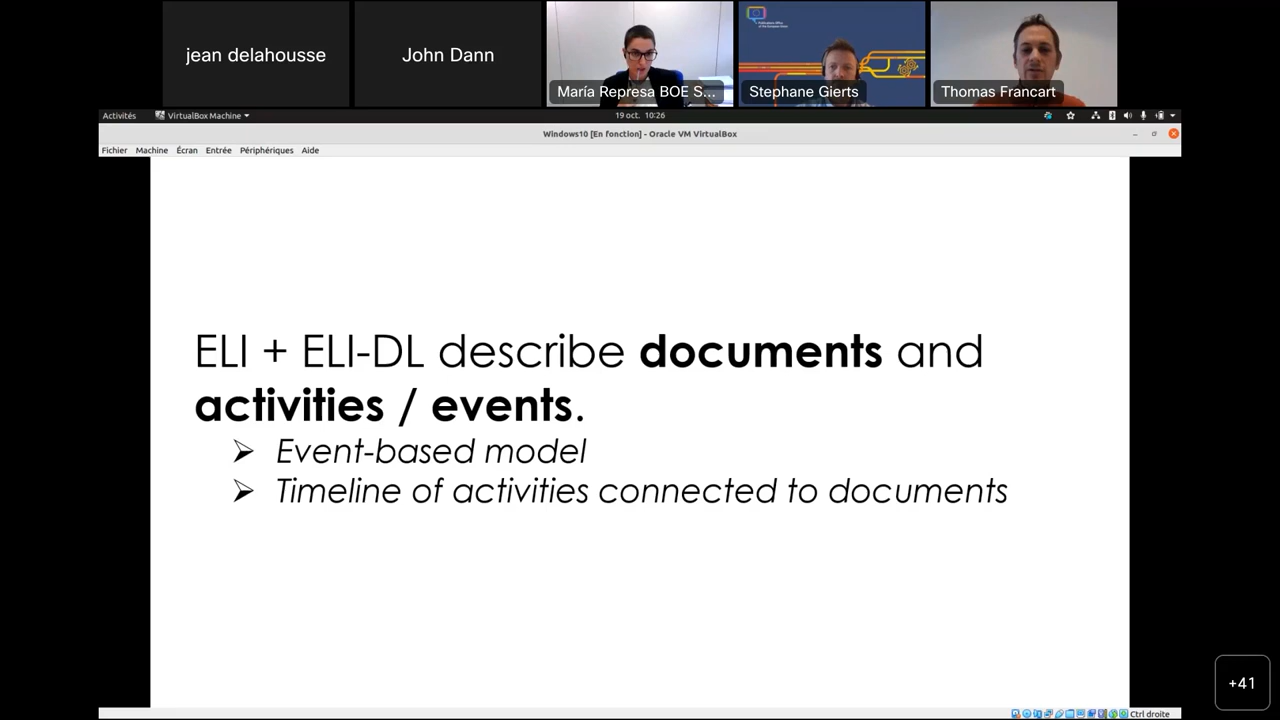 jean delahousse
John Dann
María Represa BOE S...
Stephane Gierts
Thomas Francart
Activités
VirtualBox Machine
19 oct. 10:26
Windows10 [En fonction] - Oracle VM VirtualBox
Fichier Machine Écran Entrée Périphériques Aide
ELI + ELI-DL describe documents and
activities / events.
Event-based model
Timeline of activities connected to documents
+41
Ctrl droite